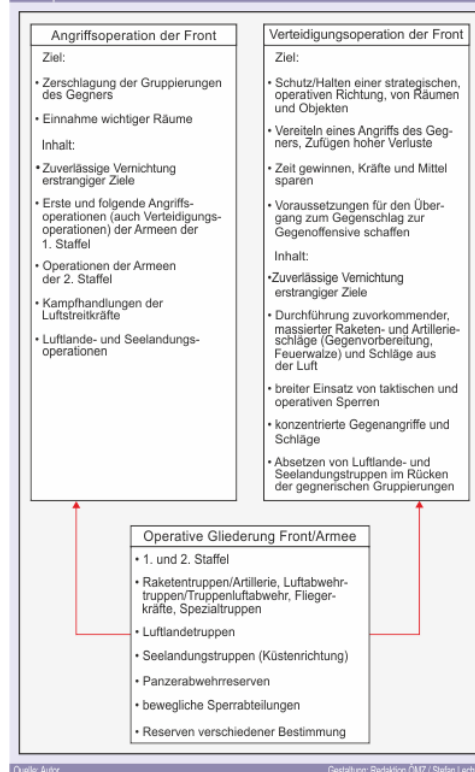 Angriffsoperation der Front
Ziel:
• Zerschlagung der Gruppierungen
des Gegners
• Einnahme wichtiger Räume
Inhalt:
• Zuverlässige Vernichtung
erstrangiger Ziele
• Erste und folgende Angriffs-
operationen (auch Verteidigungs-
operationen) der Armeen der
1. Staffel
• Operationen der Armeen
der 2. Staffel
• Kampfhandlungen der
Luftstreitkräfte
• Luftlande- und Seelandungs-
operationen
Verteidigungsoperation der Front
Ziel:
• Schutz/Halten einer strategischen,
operativen Richtung, von Räumen
und Objekten
• Vereiteln eines Angriffs des Geg-
ners, Zufügen hoher Verluste
• Zeit gewinnen, Kräfte und Mittel
sparen
• Voraussetzungen für den Über-
gang zum Gegenschlag zur
Gegenoffensive schaffen
Inhalt:
•Zuverlässige Vernichtung
erstrangiger Ziele
• Durchführung zuvorkommender,
massierter Raketen- und Artillerie-
schläge (Gegenvorbereitung,
Feuerwalze) und Schläge aus
der Luft
• breiter Einsatz von taktischen und
operativen Sperren
• konzentrierte Gegenangriffe und
Schläge
• Absetzen von Luftlande- und
Seelandungstruppen im Rücken
der gegnerischen Gruppierungen
Operative Gliederung Front/Armee
• 1. und 2. Staffel
• Raketentruppen/Artillerie, Luftabwehr-
truppen/Truppenluftabwehr, Flieger-
kräfte, Spezialtruppen
• Luftlandetruppen
• Seelandungstruppen (Küstenrichtung)
• Panzerabwehrreserven
• bewegliche Sperrabteilungen
• Reserven verschiedener Bestimmung
Quelle: Autor
Gestaltung: Redaktion ÖMZ / Stefan